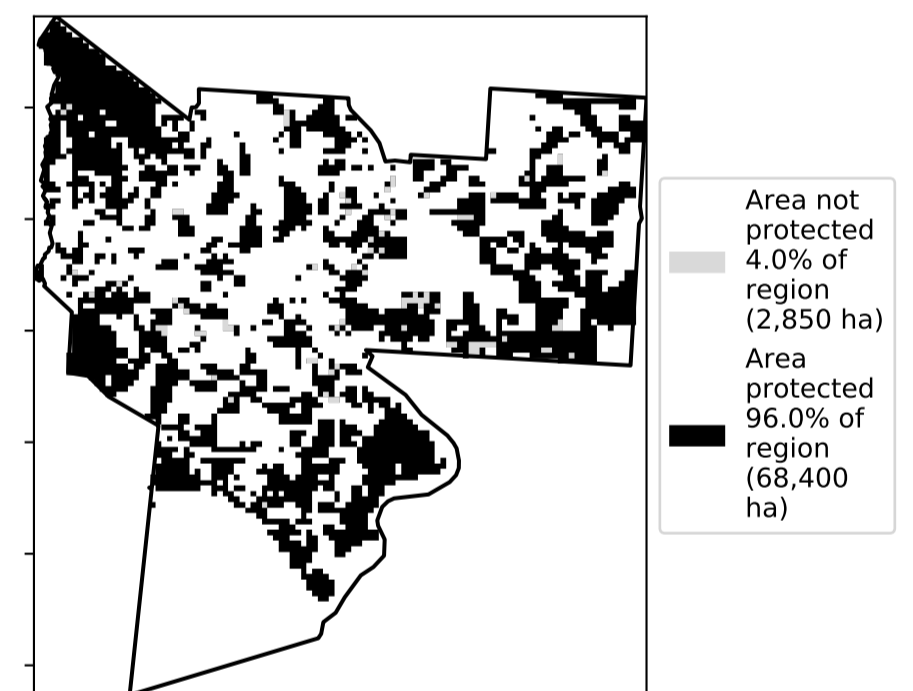 Area not
protected
4.0% of
region
(2,850 ha)
Area
protected
96.0% of
region
(68,400
ha)